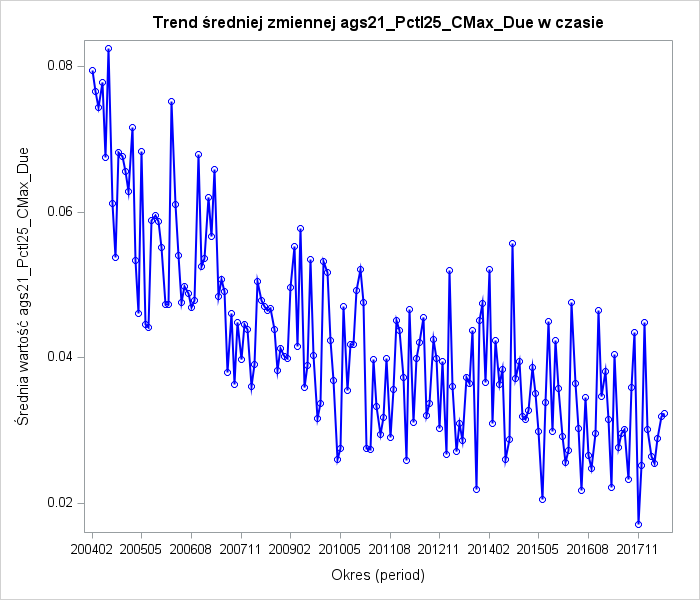 Trend średniej zmiennej ags21_Pctl25_CMax_Due w czasie
Średnia wartość ags21_Pctl25_CMax_Due
0.08
0.06
0.04
0.02
200402 200505 200608 200711 200902 201005 201108 201211 201402 201505 201608 201711
Okres (period)